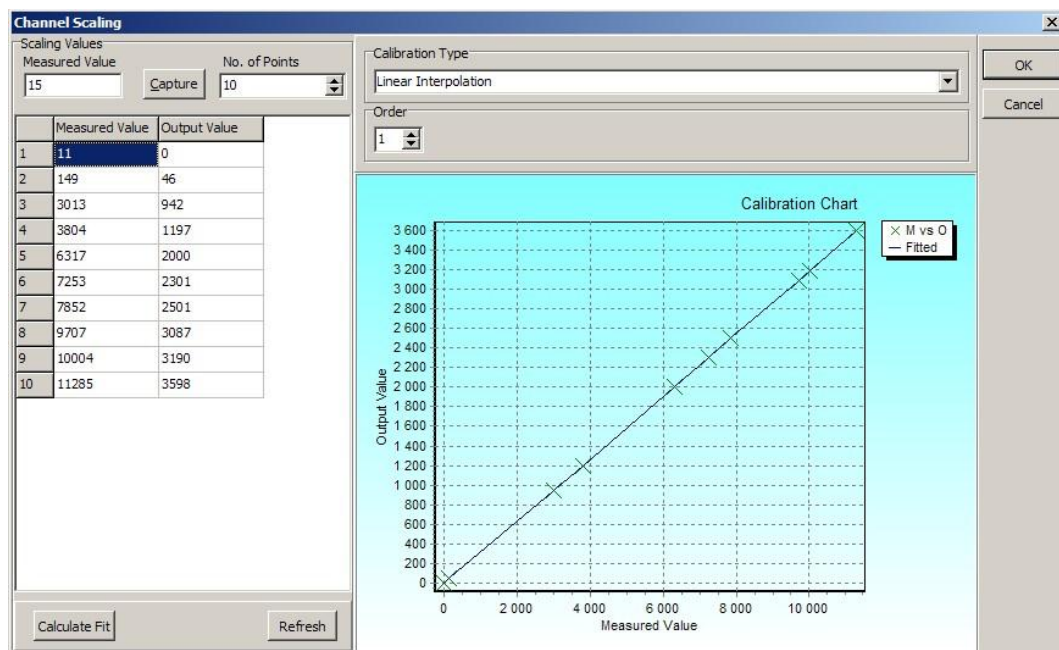 Channel Scaling
Scaling Values
Measured Value
No. of Points
15
Capture
10
Measured Value Output Value
1 11 0
2 149 46
3 3013 942
4 3804 1197
5 6317 2000
6 7253 2301
7 7852 2501
8 9707 3087
9 10004 3190
10 11285 3598
Calculate Fit
Refresh
Calibration Type
Linear Interpolation
Order
1
Calibration Chart
3 600
3 400
3 200
3 000
2 800
2 600
2 400
2 200
2 000
1 800
1 600
1 400
1 200
1 000
800
600
400
200
0
Output Value
0 2 000 4 000 6 000 8 000 10 000
Measured Value
M vs O
Fitted
OK
Cancel